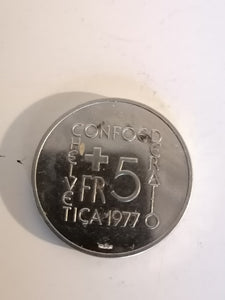 CONFOED
ERATIO
HELVE
TICA 1977
FR 5